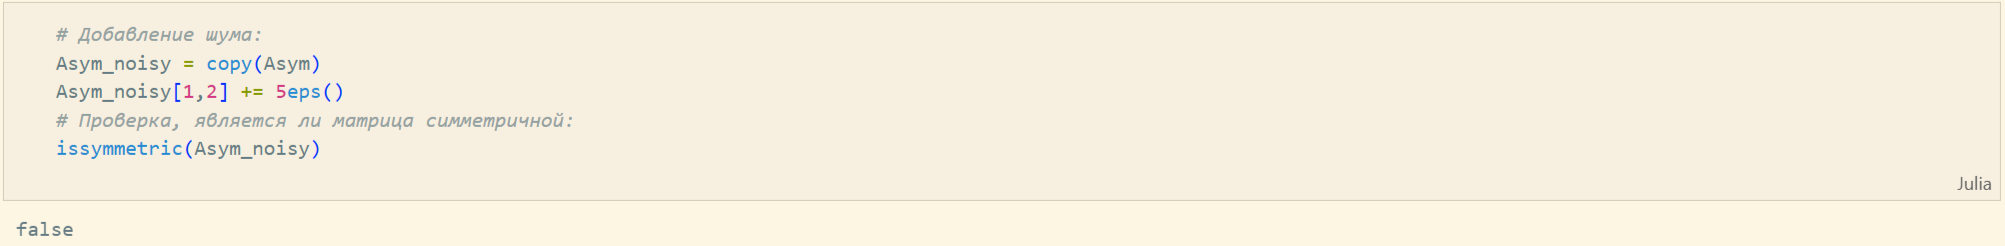 # Добавление шума:
Asym_noisy = copy(Asym)
Asym_noisy[1,2] += 5eps()
# Проверка, является ли матрица симметричной:
issymmetric(Asym_noisy)
Julia
false